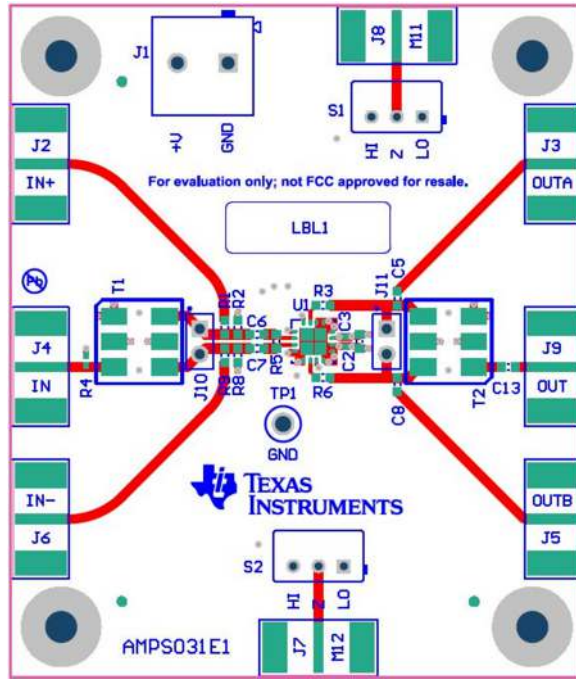 J8
M11
J1
S1
+V
GND
HI
Z
LO
J2
IN+
J3
OUTA
For evaluation only; not FCC approved for resale.
LBL1
Pb
T1
R1
R2
C6
U1
R3
C3
J11
C5
J4
IN
R4
J10
R9
R8
C7
R5
TP1
R6
C2
C8
T2
C13
J9
OUT
GND
TEXAS
INSTRUMENTS
IN-
J6
OUTB
J5
S2
HI
Z
LO
J7
M12
AMPS031E1